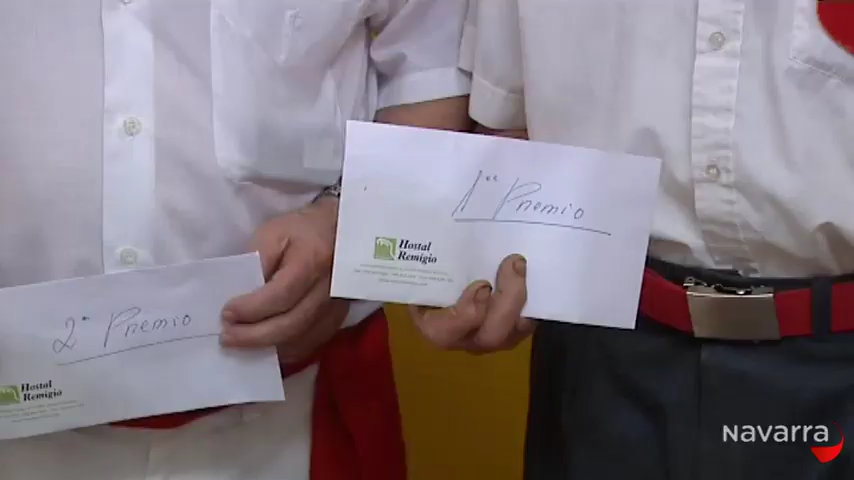 1er Premio
Hostal
Remigio
2º Premio
Hostal
Remigio
Navarra